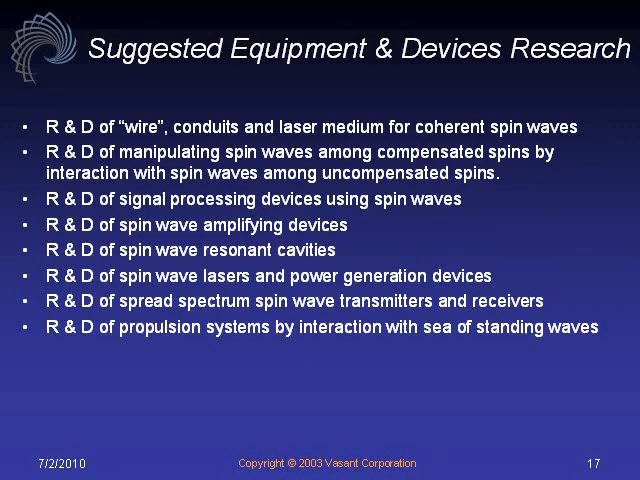 Suggested Equipment & Devices Research
• R & D of “wire”, conduits and laser medium for coherent spin waves
• R & D of manipulating spin waves among compensated spins by
interaction with spin waves among uncompensated spins.
• R & D of signal processing devices using spin waves
• R & D of spin wave amplifying devices
• R & D of spin wave resonant cavities
• R & D of spin wave lasers and power generation devices
• R & D of spread spectrum spin wave transmitters and receivers
• R & D of propulsion systems by interaction with sea of standing waves
7/2/2010
Copyright © 2003 Vasant Corporation
17